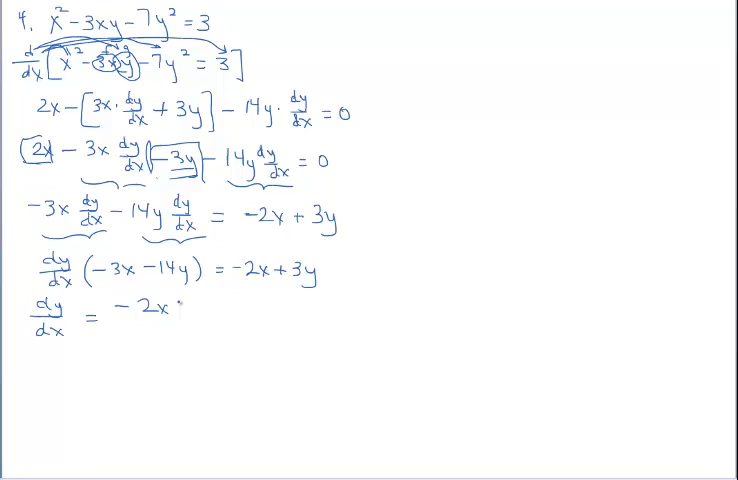 4. x² - 3xy - 7y² = 3
d/dx [x² - 3xy - 7y² = 3]
2x - [3x · dy/dx + 3y] - 14y · dy/dx = 0
2x - 3x dy/dx - 3y - 14y dy/dx = 0
-3x dy/dx - 14y dy/dx = -2x + 3y
dy/dx (-3x - 14y) = -2x + 3y
dy/dx = -2x